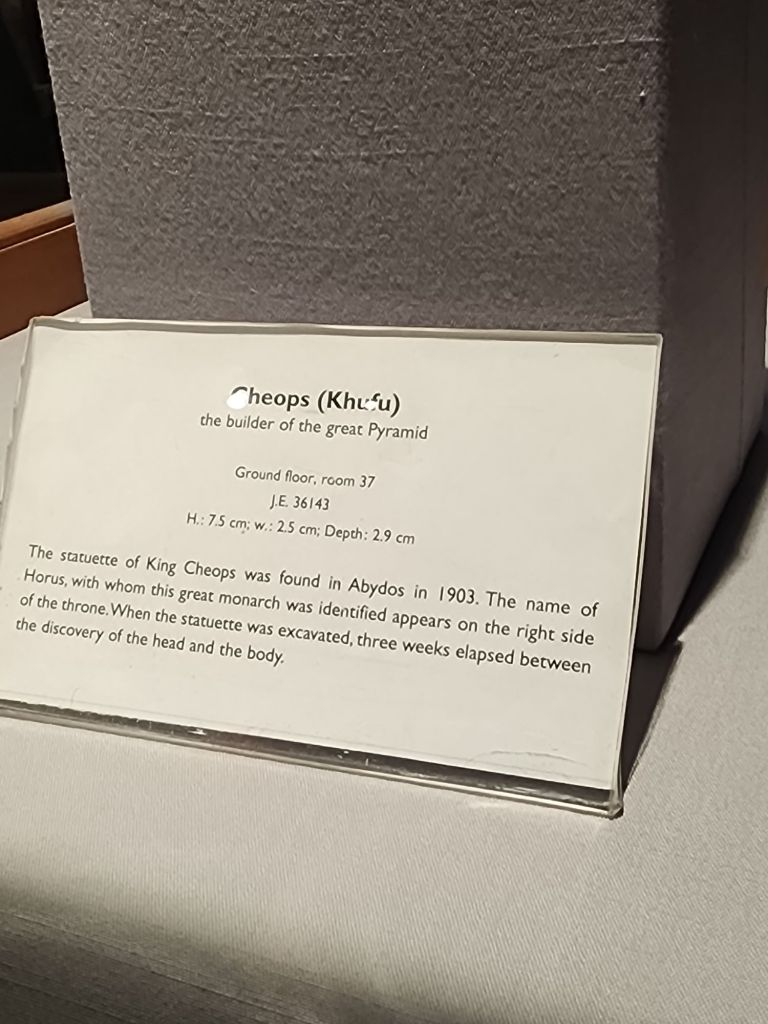 Cheops (Khufu)
the builder of the great Pyramid
Ground floor, room 37
J.E. 36143
H.: 7.5 cm; w.: 2.5 cm; Depth: 2.9 cm
The statuette of King Cheops was found in Abydos in 1903. The name of
Horus, with whom this great monarch was identified appears on the right side
of the throne. When the statuette was excavated, three weeks elapsed between
the discovery of the head and the body.